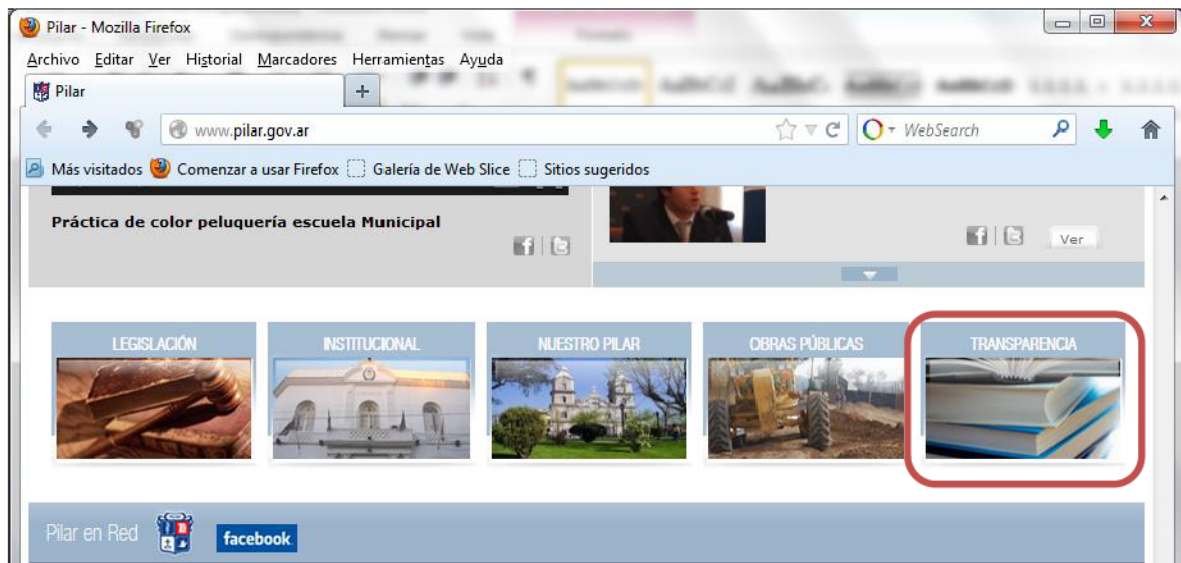 Pilar - Mozilla Firefox
Archivo Editar Ver Historial Marcadores Herramientas Ayuda
Pilar
www.pilar.gov.ar
WebSearch
Más visitados Comenzar a usar Firefox Galería de Web Slice Sitios sugeridos
Práctica de color peluquería escuela Municipal
Ver
LEGISLACIÓN
INSTITUCIONAL
NUESTRO PILAR
OBRAS PÚBLICAS
TRANSPARENCIA
Pilar en Red
facebook